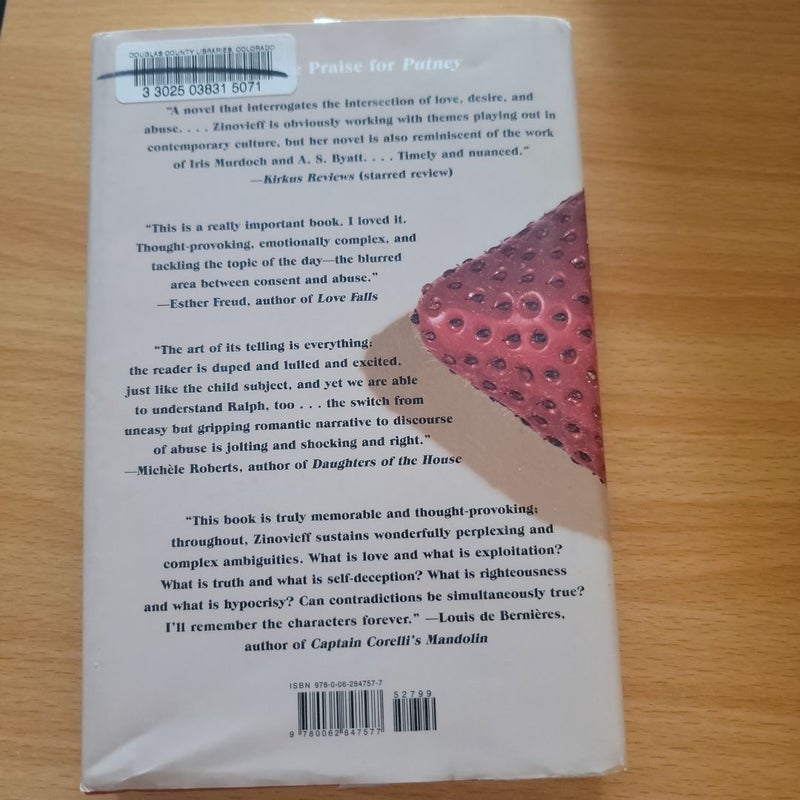 DOUGLAS COUNTY LIBRARIES, COLORADO
3 3025 03831 5071
Praise for Putney
“A novel that interrogates the intersection of love, desire, and
abuse. . . . Zinovieff is obviously working with themes playing out in
contemporary culture, but her novel is also reminiscent of the work
of Iris Murdoch and A. S. Byatt. . . . Timely and nuanced.”
—Kirkus Reviews (starred review)
“This is a really important book. I loved it.
Thought-provoking, emotionally complex, and
tackling the topic of the day—the blurred
area between consent and abuse.”
—Esther Freud, author of Love Falls
“The art of its telling is everything:
the reader is duped and lulled and excited,
just like the child subject, and yet we are able
to understand Ralph, too . . . the switch from
uneasy but gripping romantic narrative to discourse
of abuse is jolting and shocking and right.”
—Michèle Roberts, author of Daughters of the House
“This book is truly memorable and thought-provoking;
throughout, Zinovieff sustains wonderfully perplexing and
complex ambiguities. What is love and what is exploitation?
What is truth and what is self-deception? What is righteousness
and what is hypocrisy? Can contradictions be simultaneously true?
I’ll remember the characters forever.” —Louis de Bernières,
author of Captain Corelli’s Mandolin
ISBN 978-0-06-284757-7
52799
9 780062 847577